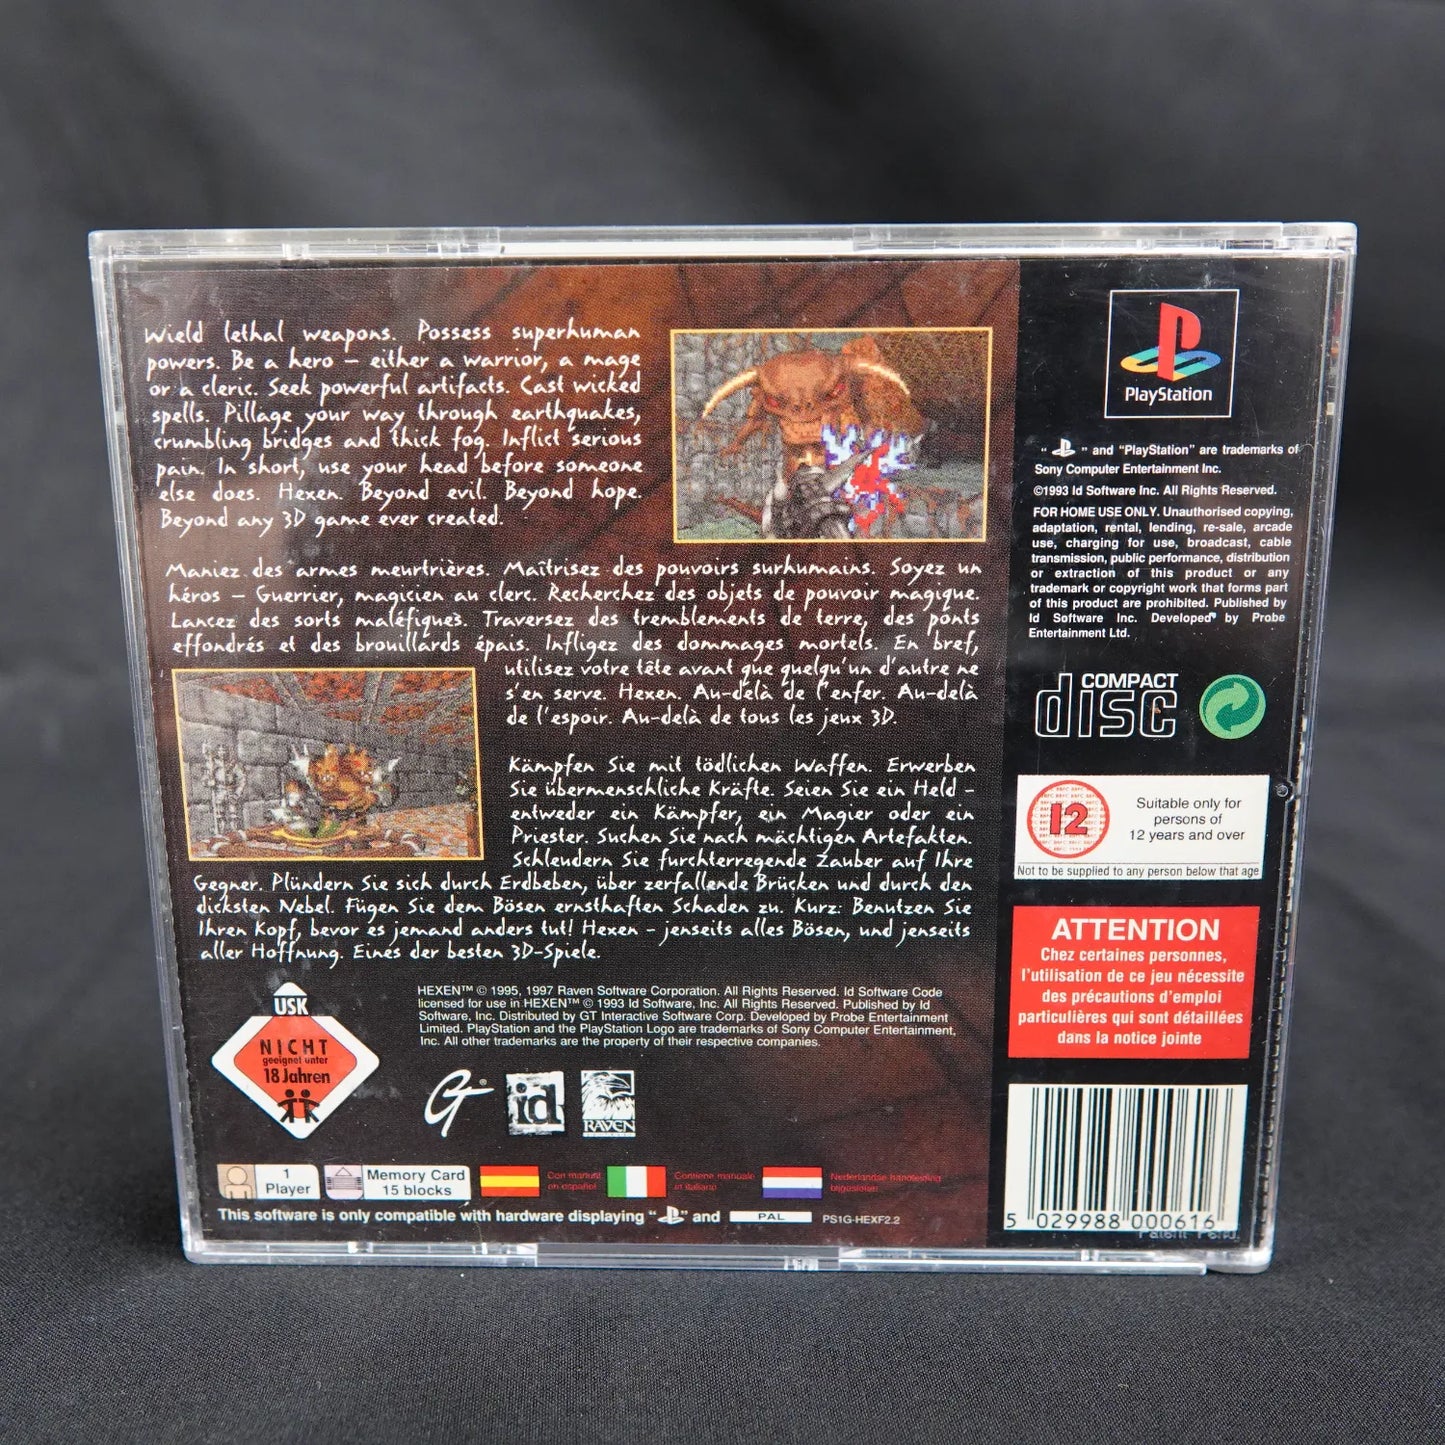 Wield lethal weapons. Possess superhuman
powers. Be a hero – either a warrior, a mage
or a cleric. Seek powerful artifacts. Cast wicked
spells. Pillage your way through earthquakes,
crumbling bridges and thick fog. Inflict serious
pain. In short, use your head before someone
else does. Hexen. Beyond evil. Beyond hope.
Beyond any 3D game ever created.
Maniez des armes meurtrières. Maîtrisez des pouvoirs surhumains. Soyez un
héros – Guerrier, magicien au clerc. Recherchez des objets de pouvoir magique.
Lancez des sorts maléfiques. Traversez des tremblements de terre, des ponts
effondrés et des brouillards épais. Infligez des dommages mortels. En bref,
utilisez votre tête avant que quelqu'un d'autre ne
s'en serve. Hexen. Au-delà de l'enfer. Au-delà
de l'espoir. Au-delà de tous les jeux 3D.
Kämpfen Sie mit tödlichen Waffen. Erwerben
Sie übermenschliche Kräfte. Seien Sie ein Held –
entweder ein Kämpfer, ein Magier oder ein
Priester. Suchen Sie nach mächtigen Artefakten.
Schleudern Sie furchterregende Zauber auf Ihre
Gegner. Plündern Sie sich durch Erdbeben, über zerfallende Brücken und durch den
dicksten Nebel. Fügen Sie dem Bösen ernsthaften Schaden zu. Kurz: Benutzen Sie
Ihren Kopf, bevor es jemand anders tut! Hexen – jenseits alles Bösen, und jenseits
aller Hoffnung. Eines der besten 3D-Spiele.
USK
NICHT
geeignet unter
18 Jahren
HEXEN™ © 1995, 1997 Raven Software Corporation. All Rights Reserved. Id Software Code
licensed for use in HEXEN™ © 1993 Id Software, Inc. All Rights Reserved. Published by Id
Software, Inc. Distributed by GT Interactive Software Corp. Developed by Probe Entertainment
Limited. PlayStation and the PlayStation Logo are trademarks of Sony Computer Entertainment,
Inc. All other trademarks are the property of their respective companies.
GT
id
RAVEN
1
Player
Memory Card
15 blocks
Con manual
en español
Contiene manuale
in italiano
Nederlandse handleiding
bijgesloten
This software is only compatible with hardware displaying " " and PAL PS1G-HEXF2.2
PlayStation
" " and "PlayStation" are trademarks of
Sony Computer Entertainment Inc.
©1993 Id Software Inc. All Rights Reserved.
FOR HOME USE ONLY. Unauthorised copying,
adaptation, rental, lending, re-sale, arcade
use, charging for use, broadcast, cable
transmission, public performance, distribution
or extraction of this product or any
trademark or copyright work that forms part
of this product are prohibited. Published by
Id Software Inc. Developed by Probe
Entertainment Ltd.
COMPACT
disc
12
Suitable only for
persons of
12 years and over
Not to be supplied to any person below that age
ATTENTION
Chez certaines personnes,
l'utilisation de ce jeu nécessite
des précautions d'emploi
particulières qui sont détaillées
dans la notice jointe
5 029988 000616
Patent Pend.